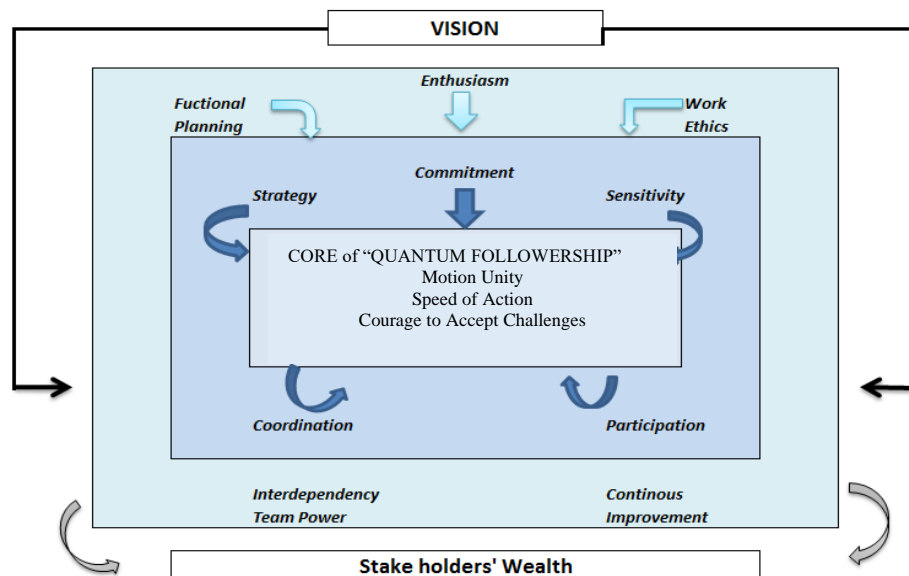 VISION
Enthusiasm
Fuctional
Planning
Work
Ethics
Commitment
Strategy
Sensitivity
CORE of “QUANTUM FOLLOWERSHIP”
Motion Unity
Speed of Action
Courage to Accept Challenges
Coordination
Participation
Interdependency
Team Power
Continous
Improvement
Stake holders' Wealth